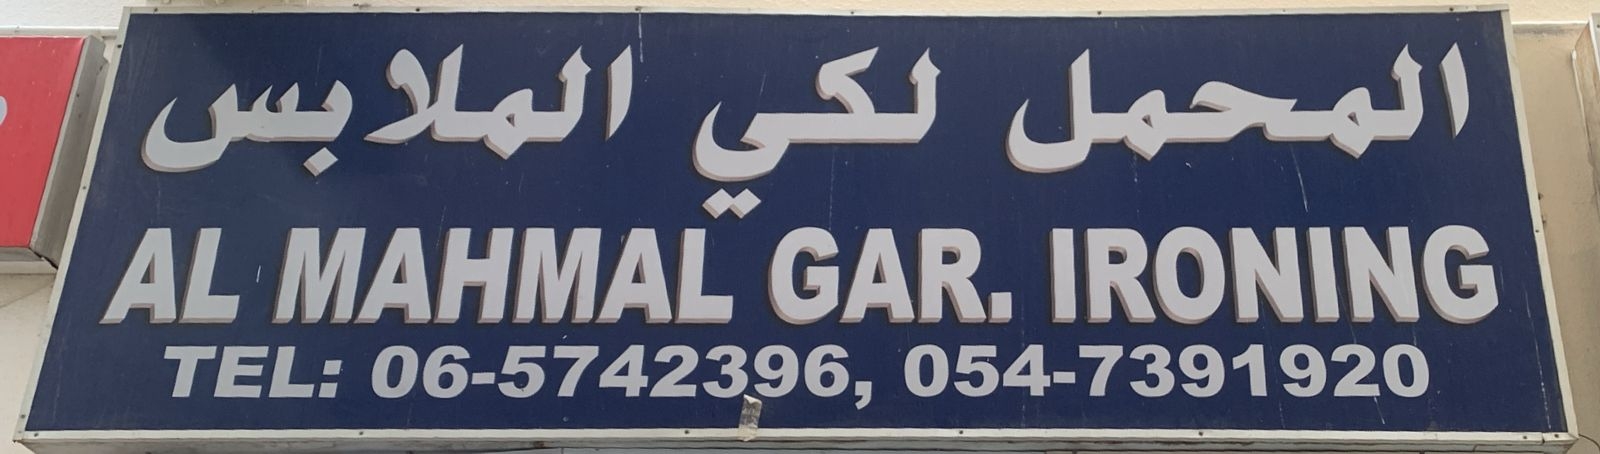 المحمل لكي الملابس
AL MAHMAL GAR. IRONING
TEL: 06-5742396, 054-7391920